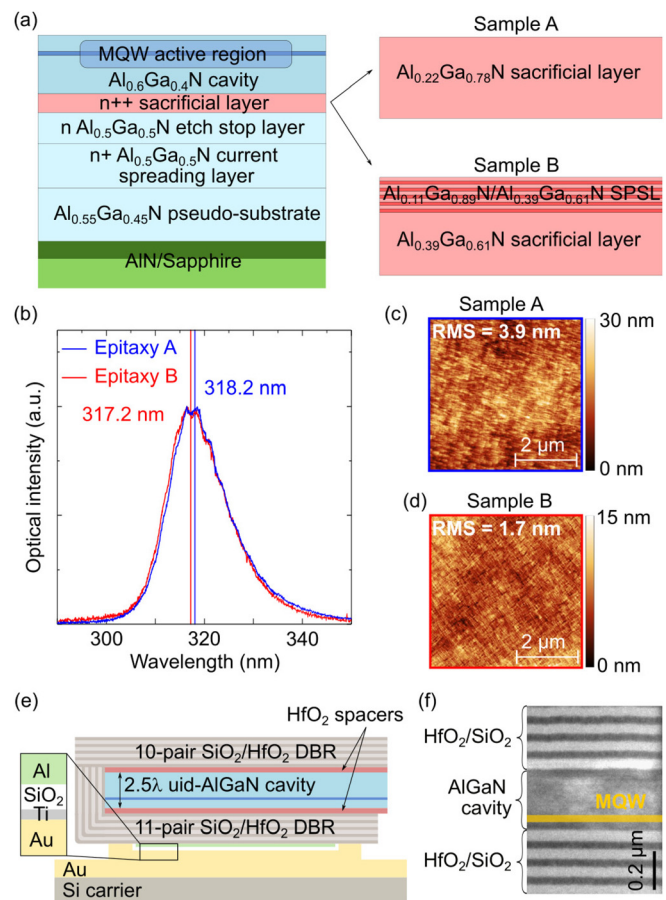 (a)
MQW active region
Al0.6Ga0.4N cavity
n++ sacrificial layer
n Al0.5Ga0.5N etch stop layer
n+ Al0.5Ga0.5N current
spreading layer
Al0.55Ga0.45N pseudo-substrate
AlN/Sapphire
Sample A
Al0.22Ga0.78N sacrificial layer
Sample B
Al0.11Ga0.89N/Al0.39Ga0.61N SPSL
Al0.39Ga0.61N sacrificial layer
(b)
Epitaxy A
Epitaxy B
318.2 nm
317.2 nm
Optical intensity (a.u.)
300
320
340
Wavelength (nm)
(c)
Sample A
RMS = 3.9 nm
2 µm
30 nm
0 nm
(d)
Sample B
RMS = 1.7 nm
2 µm
15 nm
0 nm
(e)
HfO2 spacers
10-pair SiO2/HfO2 DBR
2.5λ uid-AlGaN cavity
11-pair SiO2/HfO2 DBR
Al
SiO2
Ti
Au
Au
Si carrier
(f)
HfO2/SiO2
AlGaN
cavity
MQW
HfO2/SiO2
0.2 µm